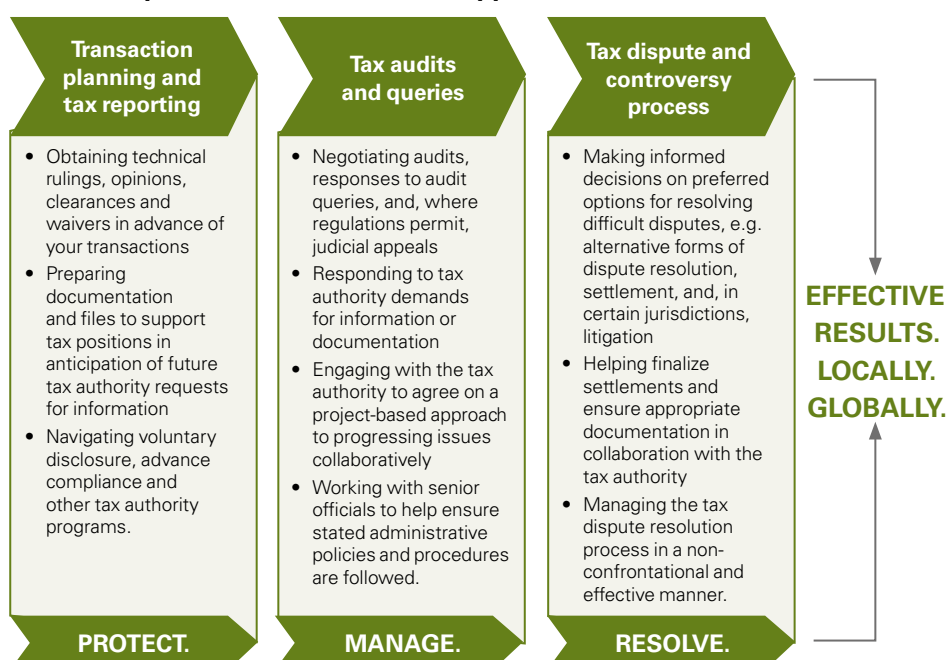 Transaction
planning and
tax reporting
• Obtaining technical
rulings, opinions,
clearances and
waivers in advance of
your transactions
• Preparing
documentation
and files to support
tax positions in
anticipation of future
tax authority requests
for information
• Navigating voluntary
disclosure, advance
compliance and
other tax authority
programs.
PROTECT.
Tax audits
and queries
• Negotiating audits,
responses to audit
queries, and, where
regulations permit,
judicial appeals
• Responding to tax
authority demands
for information or
documentation
• Engaging with the tax
authority to agree on a
project-based approach
to progressing issues
collaboratively
• Working with senior
officials to help ensure
stated administrative
policies and procedures
are followed.
MANAGE.
Tax dispute and
controversy
process
• Making informed
decisions on preferred
options for resolving
difficult disputes, e.g.
alternative forms of
dispute resolution,
settlement, and, in
certain jurisdictions,
litigation
• Helping finalize
settlements and
ensure appropriate
documentation in
collaboration with the
tax authority
• Managing the tax
dispute resolution
process in a non-
confrontational and
effective manner.
RESOLVE.
EFFECTIVE
RESULTS.
LOCALLY.
GLOBALLY.